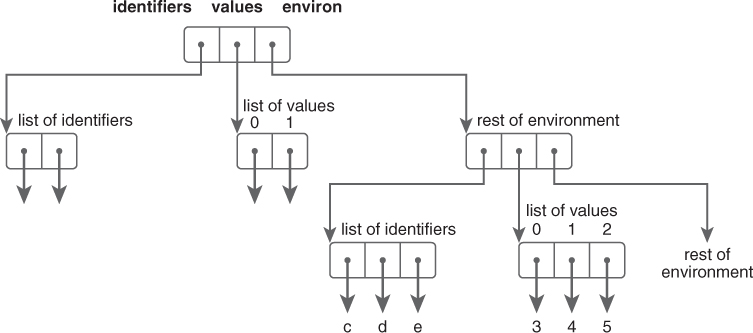 identifiers values environ
list of identifiers
list of values
0 1
rest of environment
list of identifiers
list of values
0 1 2
rest of
environment
c d e
3 4 5